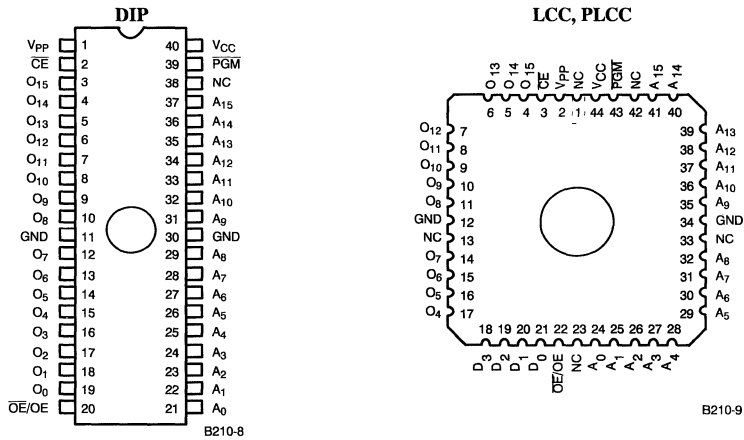 DIP
V̅PP 1 40 VCC
C̅E̅ 2 39 P̅G̅M̅
O15 3 38 NC
O14 4 37 A15
O13 5 36 A14
O12 6 35 A13
O11 7 34 A12
O10 8 33 A11
O9 9 32 A10
O8 10 31 A9
GND 11 30 GND
O7 12 29 A8
O6 13 28 A7
O5 14 27 A6
O4 15 26 A5
O3 16 25 A4
O2 17 24 A3
O1 18 23 A2
O0 19 22 A1
O̅E̅/OE 20 21 A0
B210-8
LCC, PLCC
O13 O14 O15 C̅E̅ VPP NC VCC P̅G̅M̅ NC A15 A14
6 5 4 3 2 1 44 43 42 41 40
O12 7 39 A13
O11 8 38 A12
O10 9 37 A11
O9 10 36 A10
O8 11 35 A9
GND 12 34 GND
NC 13 33 NC
O7 14 32 A8
O6 15 31 A7
O5 16 30 A6
O4 17 29 A5
18 19 20 21 22 23 24 25 26 27 28
D3 D2 D1 D0 O̅E̅/OE NC A0 A1 A2 A3 A4
B210-9